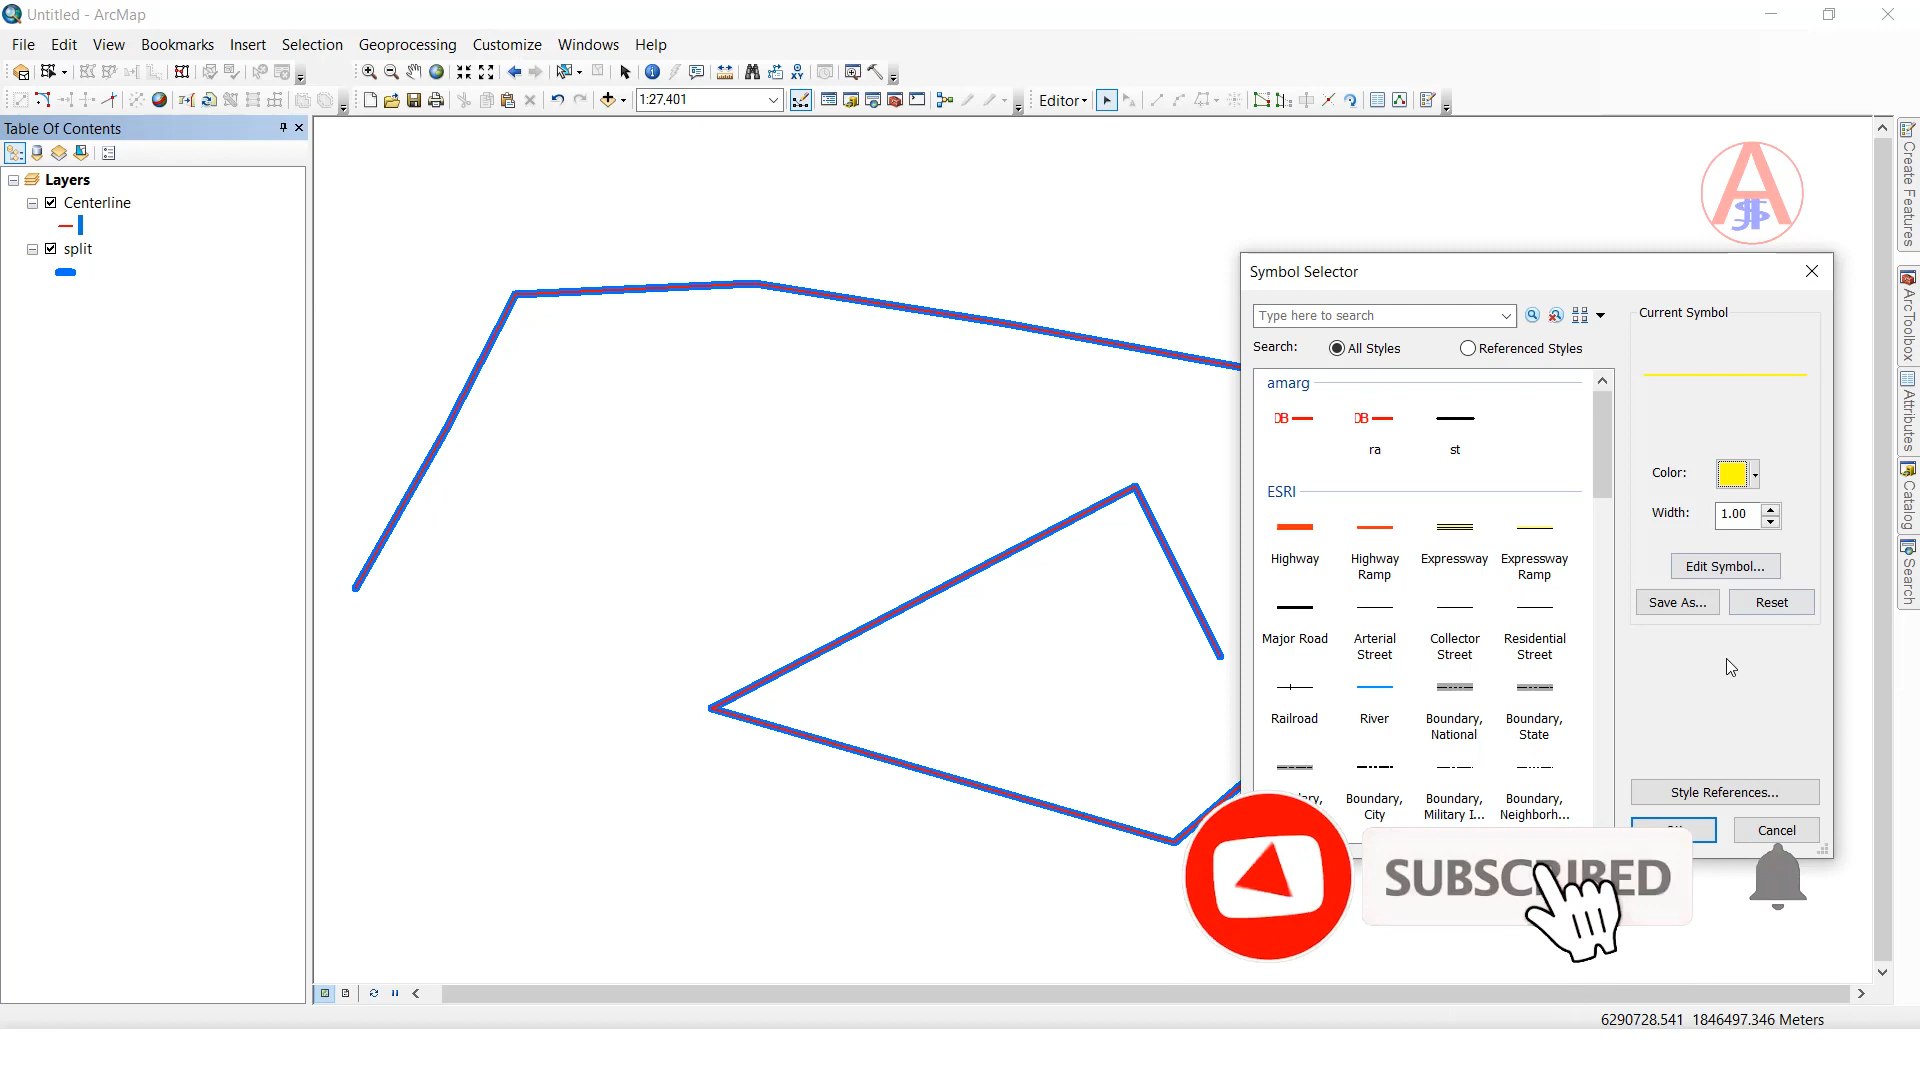 Untitled - ArcMap
File Edit View Bookmarks Insert Selection Geoprocessing Customize Windows Help
1:27,401
Editor
Table Of Contents
Layers
Centerline
split
Create Features
ArcToolbox
Attributes
Catalog
Search
Symbol Selector
Type here to search
Search: All Styles Referenced Styles
amarg
ra st
ESRI
Highway
Highway Ramp
Expressway
Expressway Ramp
Major Road
Arterial Street
Collector Street
Residential Street
Railroad
River
Boundary, National
Boundary, State
Boundary, City
Boundary, Military I...
Boundary, Neighborh...
Current Symbol
Color:
Width: 1.00
Edit Symbol...
Save As... Reset
Style References...
Cancel
SUBSCRIBED
6290728.541 1846497.346 Meters